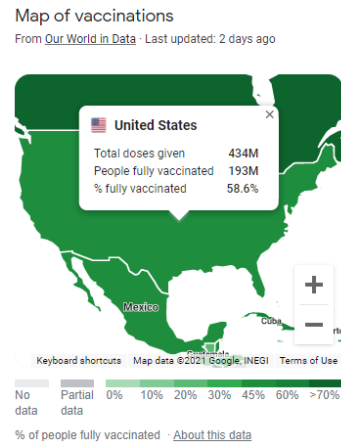 Map of vaccinations
From Our World in Data · Last updated: 2 days ago
United States
Total doses given 434M
People fully vaccinated 193M
% fully vaccinated 58.6%
Mexico
Cuba
Guatemala
Keyboard shortcuts Map data ©2021 Google, INEGI Terms of Use
No data Partial data 0% 10% 20% 30% 45% 60% >70%
% of people fully vaccinated · About this data